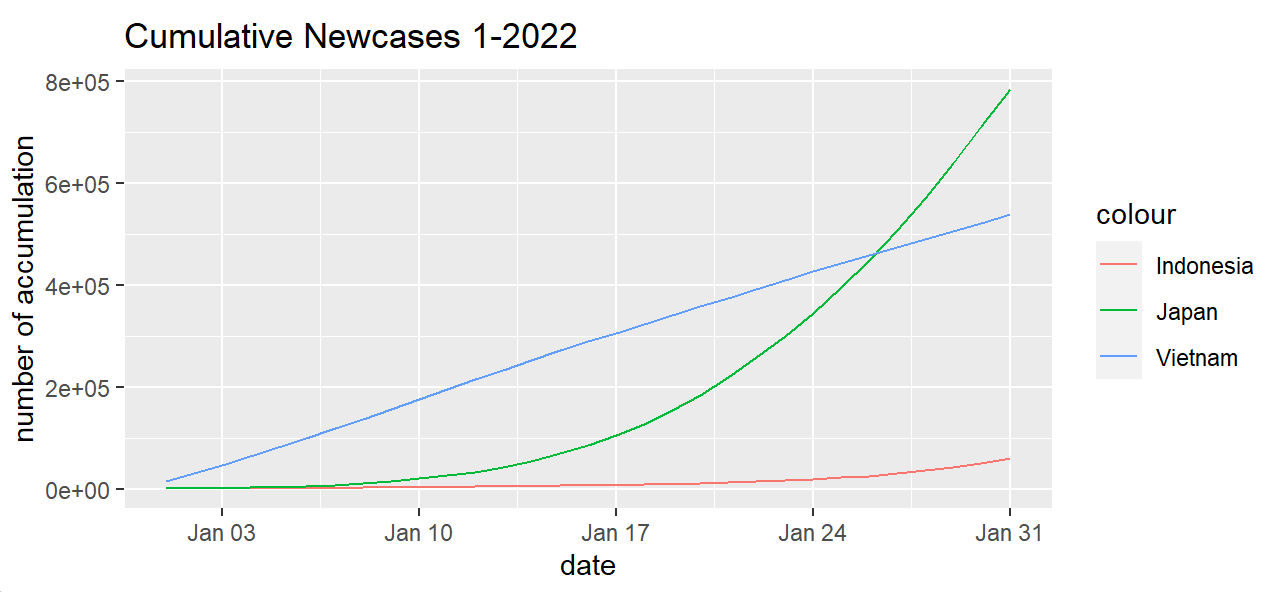 Cumulative Newcases 1-2022
number of accumulation
8e+05
6e+05
4e+05
2e+05
0e+00
Jan 03 Jan 10 Jan 17 Jan 24 Jan 31
date
colour
Indonesia
Japan
Vietnam